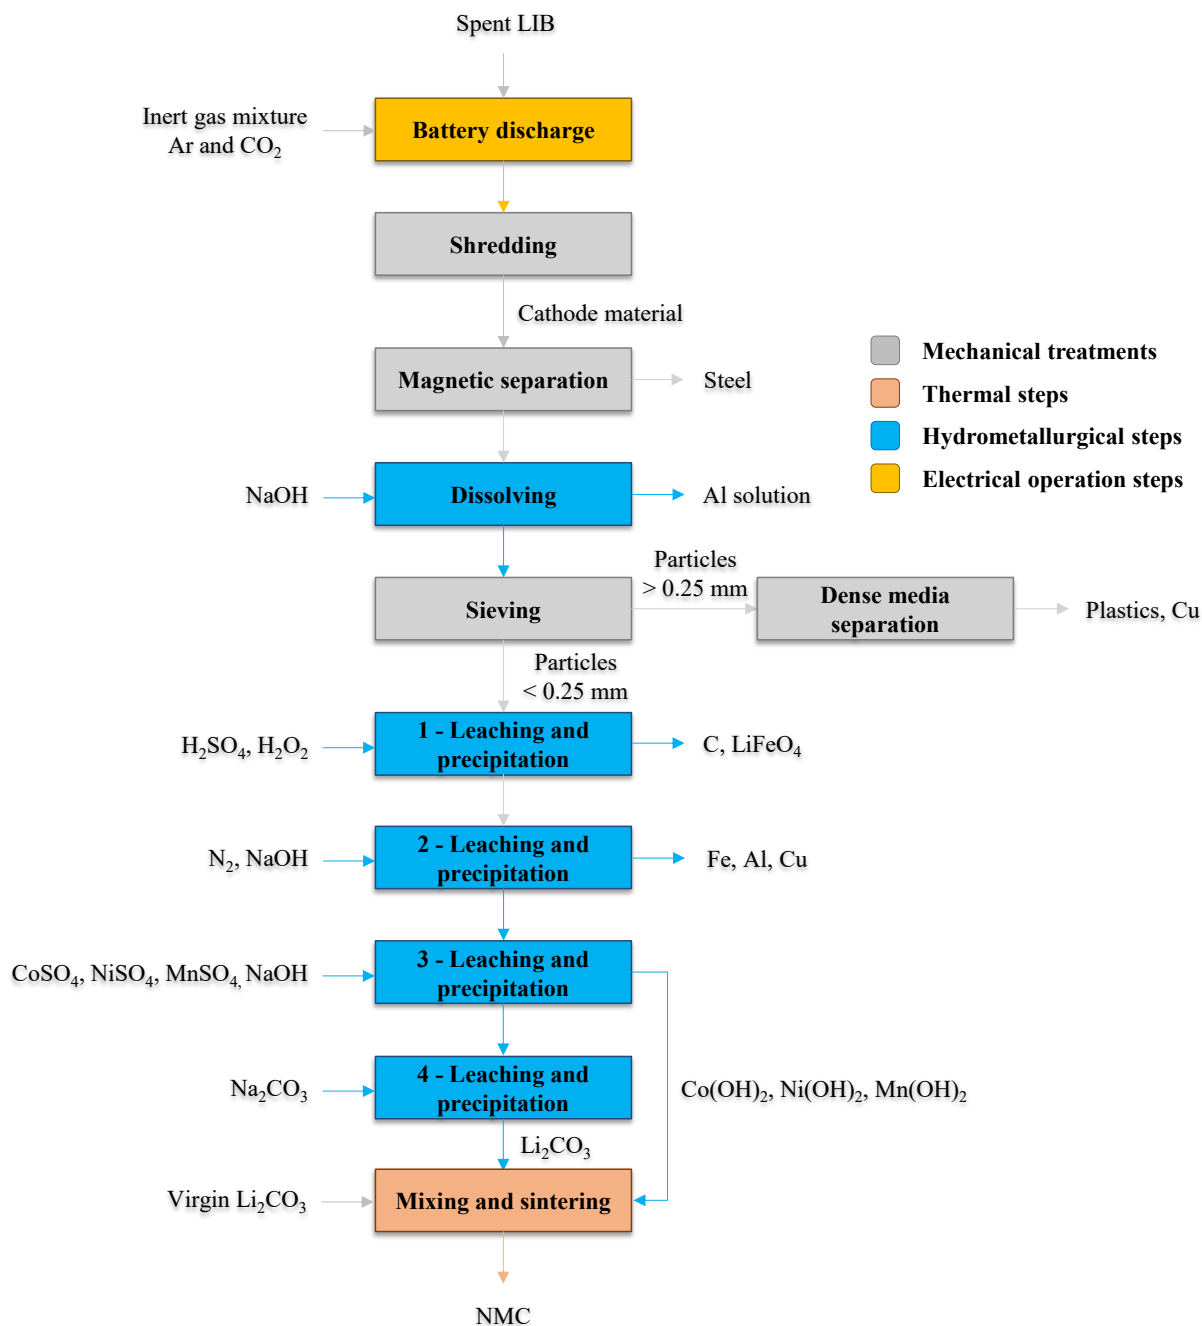 Spent LIB
Inert gas mixture
Ar and CO₂
Battery discharge
Shredding
Cathode material
Magnetic separation
Steel
Mechanical treatments
Thermal steps
Hydrometallurgical steps
Electrical operation steps
NaOH
Dissolving
Al solution
Particles
> 0.25 mm
Sieving
Dense media
separation
Plastics, Cu
Particles
< 0.25 mm
H₂SO₄, H₂O₂
1 - Leaching and
precipitation
C, LiFeO₄
N₂, NaOH
2 - Leaching and
precipitation
Fe, Al, Cu
CoSO₄, NiSO₄, MnSO₄, NaOH
3 - Leaching and
precipitation
Na₂CO₃
4 - Leaching and
precipitation
Co(OH)₂, Ni(OH)₂, Mn(OH)₂
Li₂CO₃
Virgin Li₂CO₃
Mixing and sintering
NMC